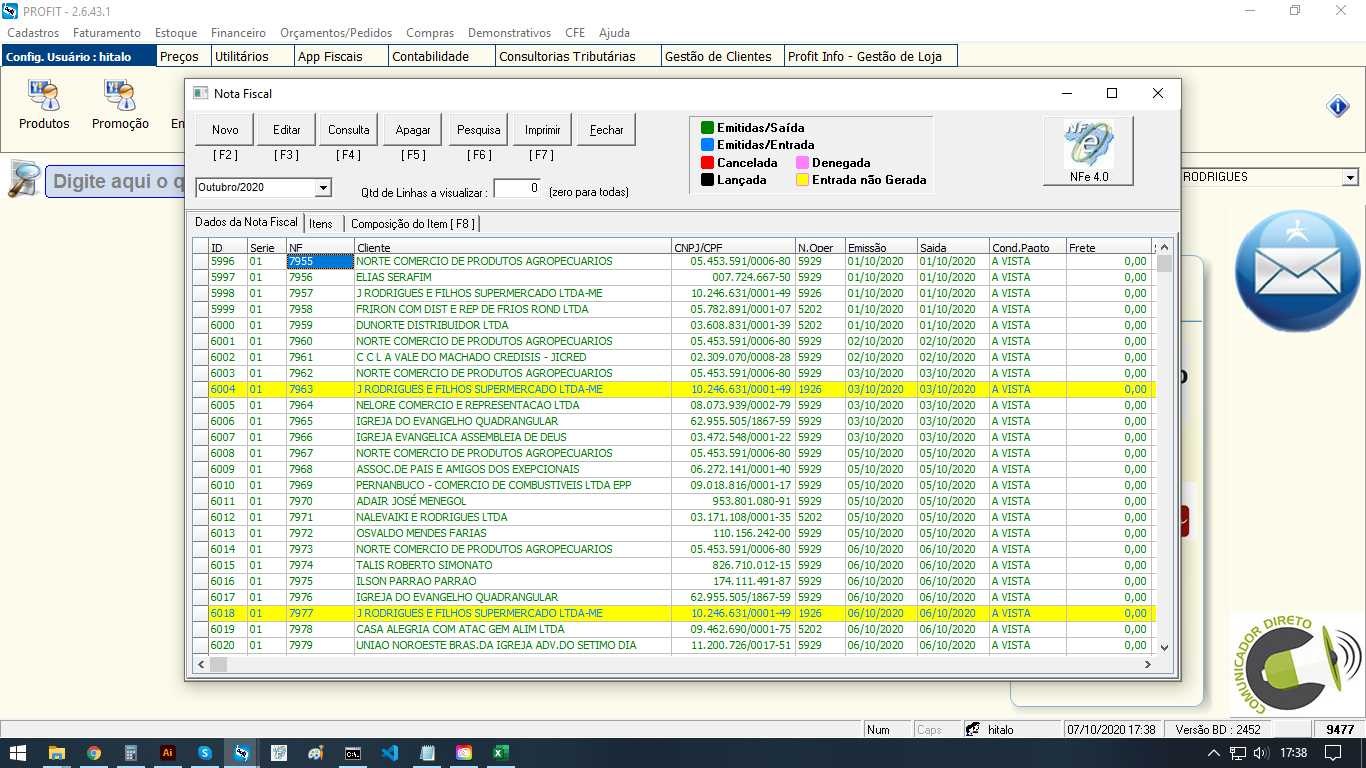 PROFIT - 2.6.43.1
Cadastros Faturamento Estoque Financeiro Orçamentos/Pedidos Compras Demonstrativos CFE Ajuda
Config. Usuário : hitalo Preços Utilitários App Fiscais Contabilidade Consultorias Tributárias Gestão de Clientes Profit Info - Gestão de Loja
Produtos Promoção En
Digite aqui o q
RODRIGUES
Nota Fiscal
Novo Editar Consulta Apagar Pesquisa Imprimir Fechar
[ F2 ] [ F3 ] [ F4 ] [ F5 ] [ F6 ] [ F7 ]
Emitidas/Saída
Emitidas/Entrada
Cancelada Denegada
Lançada Entrada não Gerada
NFe 4.0
Outubro/2020 Qtd de Linhas a visualizar : 0 (zero para todas)
Dados da Nota Fiscal Itens Composição do Item [ F8 ]
ID Serie NF Cliente CNPJ/CPF N.Oper Emissão Saida Cond.Pagto Frete
5996 01 7955 NORTE COMERCIO DE PRODUTOS AGROPECUARIOS 05.453.591/0006-80 5929 01/10/2020 01/10/2020 A VISTA 0,00
5997 01 7956 ELIAS SERAFIM 007.724.667-50 5929 01/10/2020 01/10/2020 A VISTA 0,00
5998 01 7957 J RODRIGUES E FILHOS SUPERMERCADO LTDA-ME 10.246.631/0001-49 5926 01/10/2020 01/10/2020 A VISTA 0,00
5999 01 7958 FRIRON COM DIST E REP DE FRIOS ROND LTDA 05.782.891/0001-07 5202 01/10/2020 01/10/2020 A VISTA 0,00
6000 01 7959 DUNORTE DISTRIBUIDOR LTDA 03.608.831/0001-39 5202 01/10/2020 01/10/2020 A VISTA 0,00
6001 01 7960 NORTE COMERCIO DE PRODUTOS AGROPECUARIOS 05.453.591/0006-80 5929 02/10/2020 02/10/2020 A VISTA 0,00
6002 01 7961 C C L A VALE DO MACHADO CREDISIS - JICRED 02.309.070/0008-28 5929 02/10/2020 02/10/2020 A VISTA 0,00
6003 01 7962 NORTE COMERCIO DE PRODUTOS AGROPECUARIOS 05.453.591/0006-80 5929 03/10/2020 03/10/2020 A VISTA 0,00
6004 01 7963 J RODRIGUES E FILHOS SUPERMERCADO LTDA-ME 10.246.631/0001-49 1926 03/10/2020 03/10/2020 A VISTA 0,00
6005 01 7964 NELORE COMERCIO E REPRESENTACAO LTDA 08.073.939/0002-79 5929 03/10/2020 03/10/2020 A VISTA 0,00
6006 01 7965 IGREJA DO EVANGELHO QUADRANGULAR 62.955.505/1867-59 5929 03/10/2020 03/10/2020 A VISTA 0,00
6007 01 7966 IGREJA EVANGELICA ASSEMBLEIA DE DEUS 03.472.548/0001-22 5929 03/10/2020 03/10/2020 A VISTA 0,00
6008 01 7967 NORTE COMERCIO DE PRODUTOS AGROPECUARIOS 05.453.591/0006-80 5929 05/10/2020 05/10/2020 A VISTA 0,00
6009 01 7968 ASSOC.DE PAIS E AMIGOS DOS EXEPCIONAIS 06.272.141/0001-40 5929 05/10/2020 05/10/2020 A VISTA 0,00
6010 01 7969 PERNANBUCO - COMERCIO DE COMBUSTIVEIS LTDA EPP 09.018.816/0001-17 5929 05/10/2020 05/10/2020 A VISTA 0,00
6011 01 7970 ADAIR JOSÉ MENEGOL 953.801.080-91 5929 05/10/2020 05/10/2020 A VISTA 0,00
6012 01 7971 NALEVAIKI E RODRIGUES LTDA 03.171.108/0001-35 5202 05/10/2020 05/10/2020 A VISTA 0,00
6013 01 7972 OSVALDO MENDES FARIAS 110.156.242-00 5929 05/10/2020 05/10/2020 A VISTA 0,00
6014 01 7973 NORTE COMERCIO DE PRODUTOS AGROPECUARIOS 05.453.591/0006-80 5929 06/10/2020 06/10/2020 A VISTA 0,00
6015 01 7974 TALIS ROBERTO SIMONATO 826.710.012-15 5929 06/10/2020 06/10/2020 A VISTA 0,00
6016 01 7975 ILSON PARRAO PARRAO 174.111.491-87 5929 06/10/2020 06/10/2020 A VISTA 0,00
6017 01 7976 IGREJA DO EVANGELHO QUADRANGULAR 62.955.505/1867-59 5929 06/10/2020 06/10/2020 A VISTA 0,00
6018 01 7977 J RODRIGUES E FILHOS SUPERMERCADO LTDA-ME 10.246.631/0001-49 1926 06/10/2020 06/10/2020 A VISTA 0,00
6019 01 7978 CASA ALEGRIA COM ATAC GEM ALIM LTDA 09.462.690/0001-75 5202 06/10/2020 06/10/2020 A VISTA 0,00
6020 01 7979 UNIAO NOROESTE BRAS.DA IGREJA ADV.DO SETIMO DIA 11.200.726/0017-51 5929 06/10/2020 06/10/2020 A VISTA 0,00
COMUNICADOR DIRETO
Num Caps hitalo 07/10/2020 17:38 Versão BD : 2452 9477
Ai 17:38